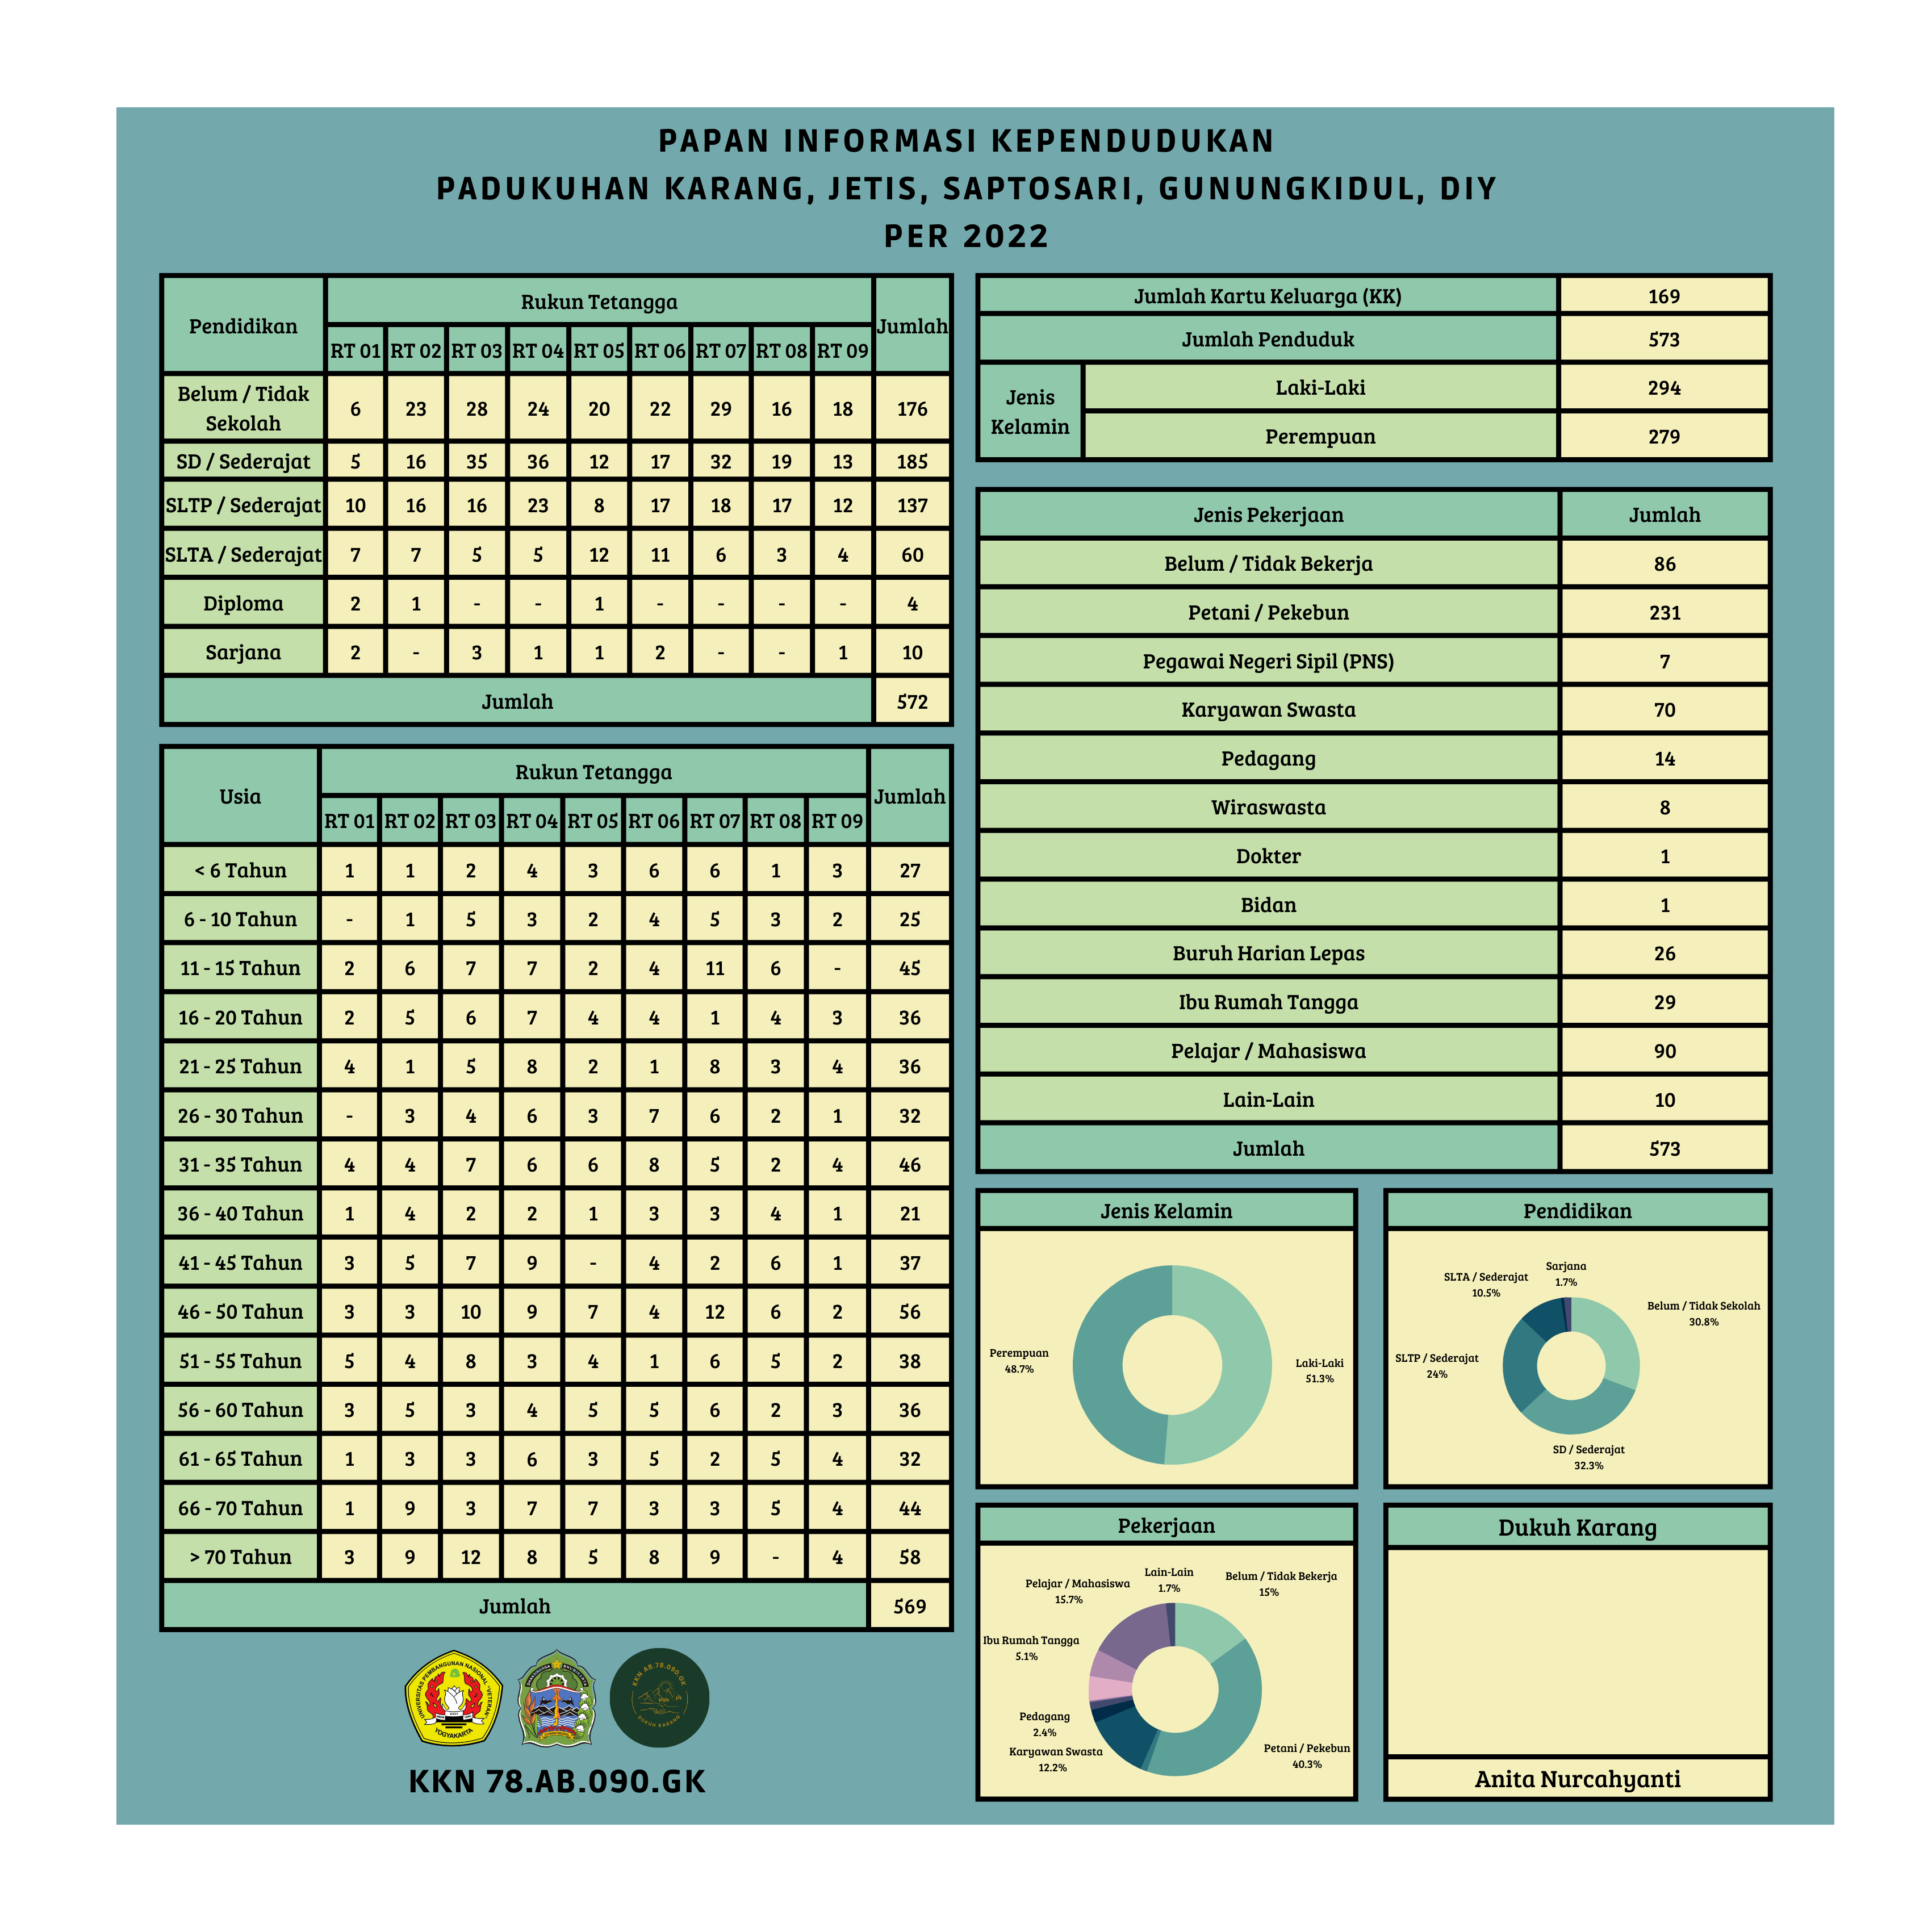 PAPAN INFORMASI KEPENDUDUKAN
PADUKUHAN KARANG, JETIS, SAPTOSARI, GUNUNGKIDUL, DIY
PER 2022
Pendidikan Rukun Tetangga Jumlah
RT 01 RT 02 RT 03 RT 04 RT 05 RT 06 RT 07 RT 08 RT 09
Belum / Tidak
Sekolah 6 23 28 24 20 22 29 16 18 176
SD / Sederajat 5 16 35 36 12 17 32 19 13 185
SLTP / Sederajat 10 16 16 23 8 17 18 17 12 137
SLTA / Sederajat 7 7 5 5 12 11 6 3 4 60
Diploma 2 1 - - 1 - - - - 4
Sarjana 2 - 3 1 1 2 - - 1 10
Jumlah 572
Usia Rukun Tetangga Jumlah
RT 01 RT 02 RT 03 RT 04 RT 05 RT 06 RT 07 RT 08 RT 09
< 6 Tahun 1 1 2 4 3 6 6 1 3 27
6 - 10 Tahun - 1 5 3 2 4 5 3 2 25
11 - 15 Tahun 2 6 7 7 2 4 11 6 - 45
16 - 20 Tahun 2 5 6 7 4 4 1 4 3 36
21 - 25 Tahun 4 1 5 8 2 1 8 3 4 36
26 - 30 Tahun - 3 4 6 3 7 6 2 1 32
31 - 35 Tahun 4 4 7 6 6 8 5 2 4 46
36 - 40 Tahun 1 4 2 2 1 3 3 4 1 21
41 - 45 Tahun 3 5 7 9 - 4 2 6 1 37
46 - 50 Tahun 3 3 10 9 7 4 12 6 2 56
51 - 55 Tahun 5 4 8 3 4 1 6 5 2 38
56 - 60 Tahun 3 5 3 4 5 5 6 2 3 36
61 - 65 Tahun 1 3 3 6 3 5 2 5 4 32
66 - 70 Tahun 1 9 3 7 7 3 3 5 4 44
> 70 Tahun 3 9 12 8 5 8 9 - 4 58
Jumlah 569
UNIVERSITAS PEMBANGUNAN NASIONAL "VETERAN"
YOGYAKARTA
KKN AB.78.090.GK
DUKUH KARANG
KKN 78.AB.090.GK
Jumlah Kartu Keluarga (KK) 169
Jumlah Penduduk 573
Jenis
Kelamin
Laki-Laki 294
Perempuan 279
Jenis Pekerjaan Jumlah
Belum / Tidak Bekerja 86
Petani / Pekebun 231
Pegawai Negeri Sipil (PNS) 7
Karyawan Swasta 70
Pedagang 14
Wiraswasta 8
Dokter 1
Bidan 1
Buruh Harian Lepas 26
Ibu Rumah Tangga 29
Pelajar / Mahasiswa 90
Lain-Lain 10
Jumlah 573
Jenis Kelamin
Perempuan
48.7%
Laki-Laki
51.3%
Pendidikan
Sarjana
1.7%
SLTA / Sederajat
10.5%
Belum / Tidak Sekolah
30.8%
SLTP / Sederajat
24%
SD / Sederajat
32.3%
Pekerjaan
Lain-Lain
1.7%
Belum / Tidak Bekerja
15%
Pelajar / Mahasiswa
15.7%
Ibu Rumah Tangga
5.1%
Pedagang
2.4%
Karyawan Swasta
12.2%
Petani / Pekebun
40.3%
Dukuh Karang
Anita Nurcahyanti